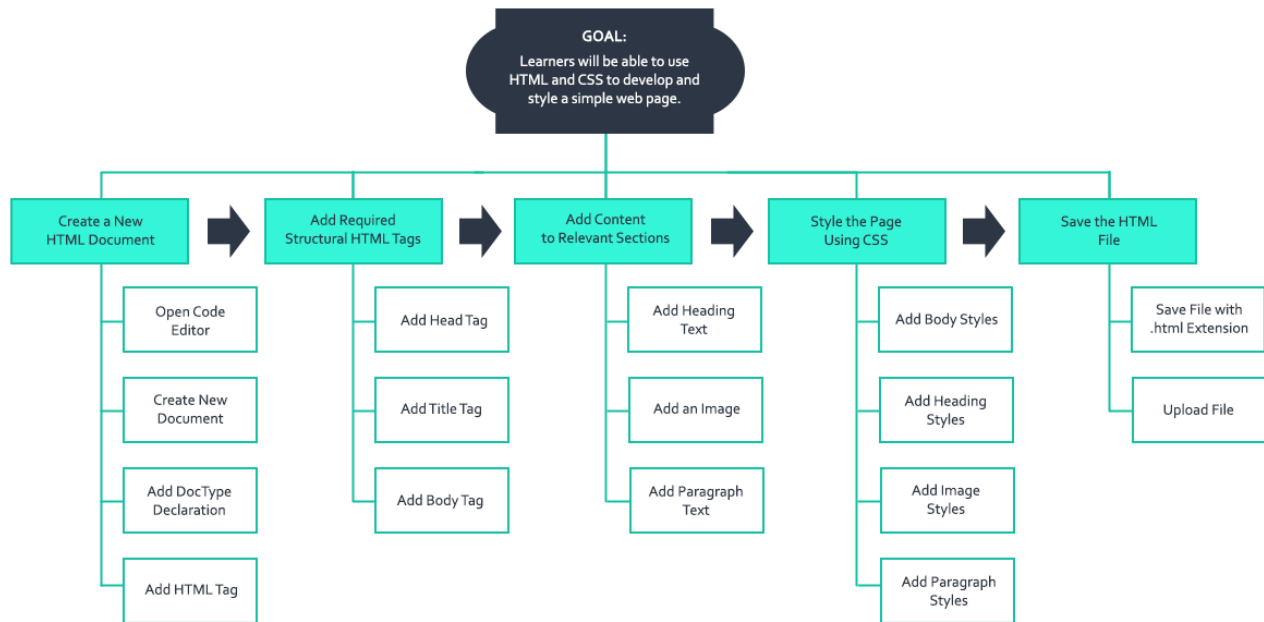 GOAL:
Learners will be able to use
HTML and CSS to develop and
style a simple web page.
Create a New
HTML Document
Add Required
Structural HTML Tags
Add Content
to Relevant Sections
Style the Page
Using CSS
Save the HTML
File
Open Code
Editor
Create New
Document
Add DocType
Declaration
Add HTML Tag
Add Head Tag
Add Title Tag
Add Body Tag
Add Heading
Text
Add an Image
Add Paragraph
Text
Add Body Styles
Add Heading
Styles
Add Image
Styles
Add Paragraph
Styles
Save File with
.html Extension
Upload File